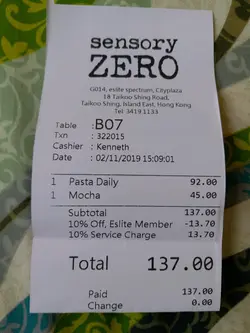 sensory
ZERO
G014, eslite spectrum, Cityplaza
18 Taikoo Shing Road,
Taikoo Shing, Island East, Hong Kong
Tel 3419 1133
Table : B07
Txn : 322015
Cashier : Kenneth
Date : 02/11/2019 15:09:01
1 Pasta Daily 92.00
1 Mocha 45.00
Subtotal 137.00
10% Off, Eslite Member -13.70
10% Service Charge 13.70
Total 137.00
Paid 137.00
Change 0.00